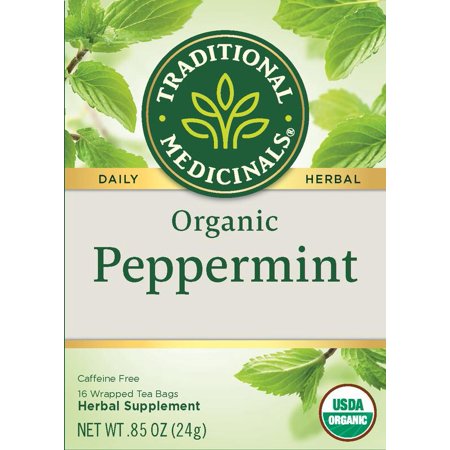 TRADITIONAL
MEDICINALS®
DAILY
HERBAL
Organic
Peppermint
Caffeine Free
16 Wrapped Tea Bags
Herbal Supplement
NET WT .85 OZ (24g)
USDA
ORGANIC